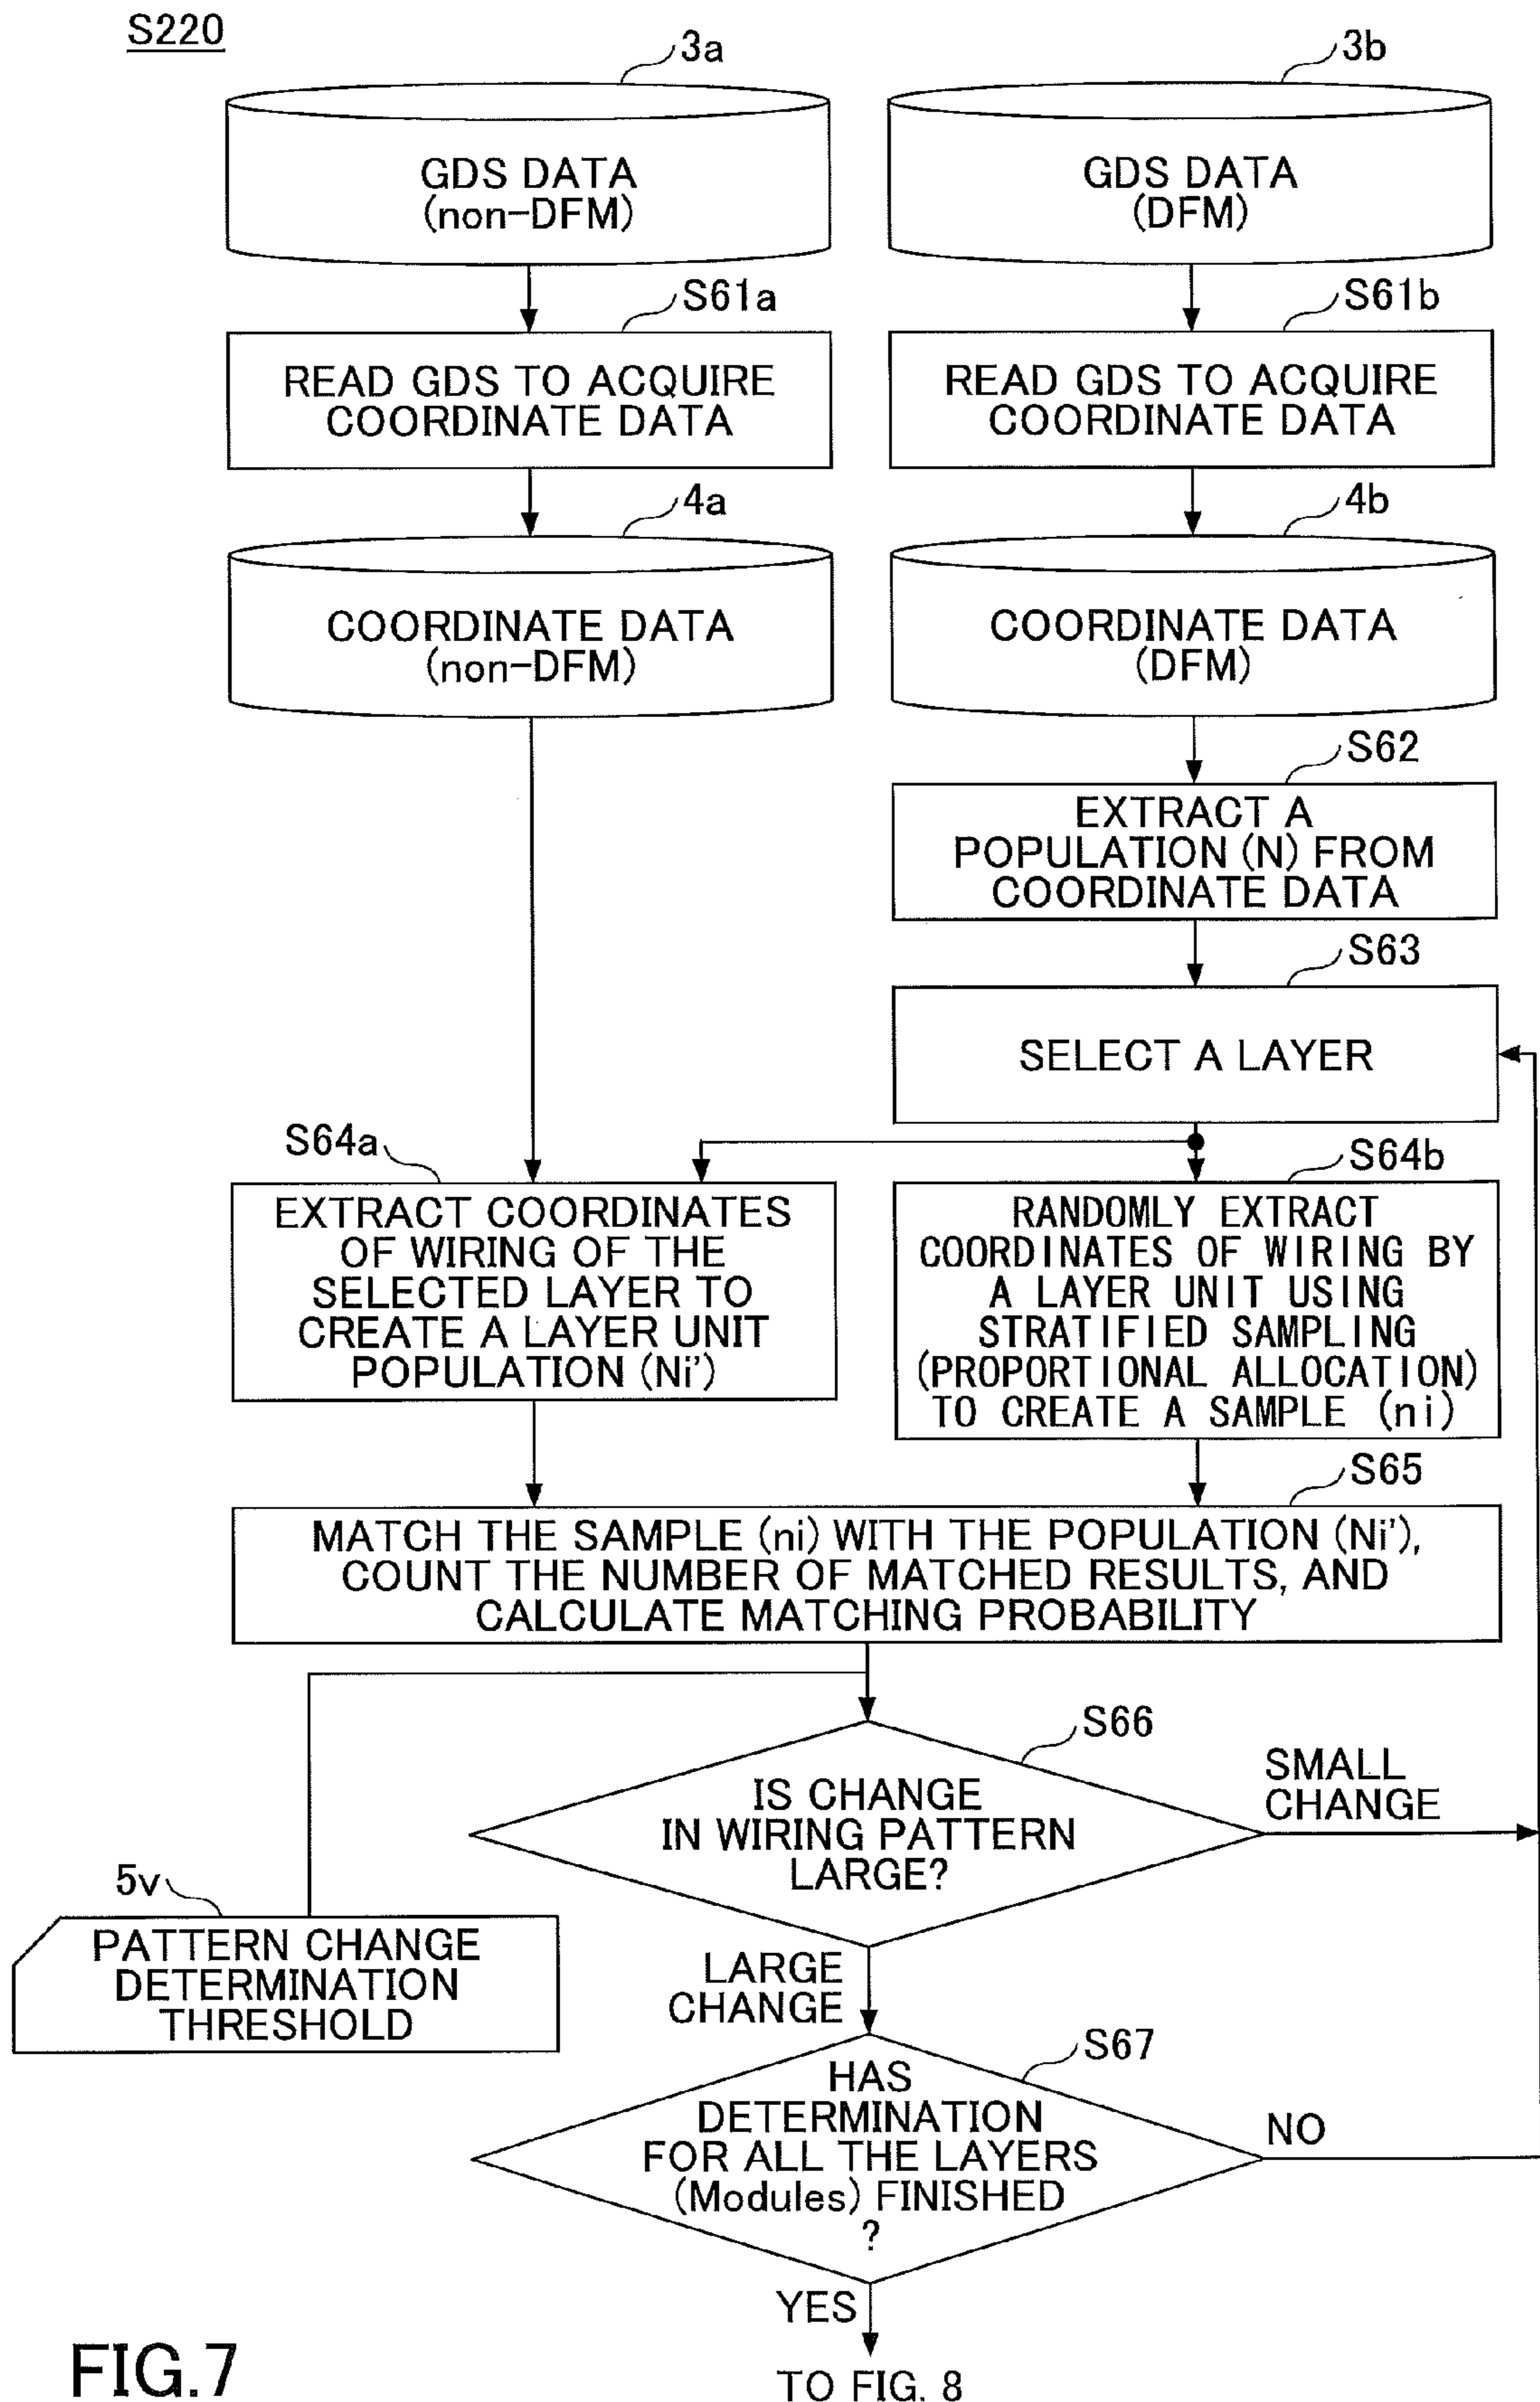 S220
3a
3b
GDS DATA
(non-DFM)
GDS DATA
(DFM)
S61a
S61b
READ GDS TO ACQUIRE
COORDINATE DATA
READ GDS TO ACQUIRE
COORDINATE DATA
4a
4b
COORDINATE DATA
(non-DFM)
COORDINATE DATA
(DFM)
S62
EXTRACT A
POPULATION (N) FROM
COORDINATE DATA
S63
SELECT A LAYER
S64a
S64b
EXTRACT COORDINATES
OF WIRING OF THE
SELECTED LAYER TO
CREATE A LAYER UNIT
POPULATION (Ni’)
RANDOMLY EXTRACT
COORDINATES OF WIRING BY
A LAYER UNIT USING
STRATIFIED SAMPLING
(PROPORTIONAL ALLOCATION)
TO CREATE A SAMPLE (ni)
S65
MATCH THE SAMPLE (ni) WITH THE POPULATION (Ni’),
COUNT THE NUMBER OF MATCHED RESULTS, AND
CALCULATE MATCHING PROBABILITY
S66
IS CHANGE
IN WIRING PATTERN
LARGE?
SMALL
CHANGE
5v
PATTERN CHANGE
DETERMINATION
THRESHOLD
LARGE
CHANGE
S67
HAS
DETERMINATION
FOR ALL THE LAYERS
(Modules) FINISHED
?
NO
YES
TO FIG. 8
FIG.7